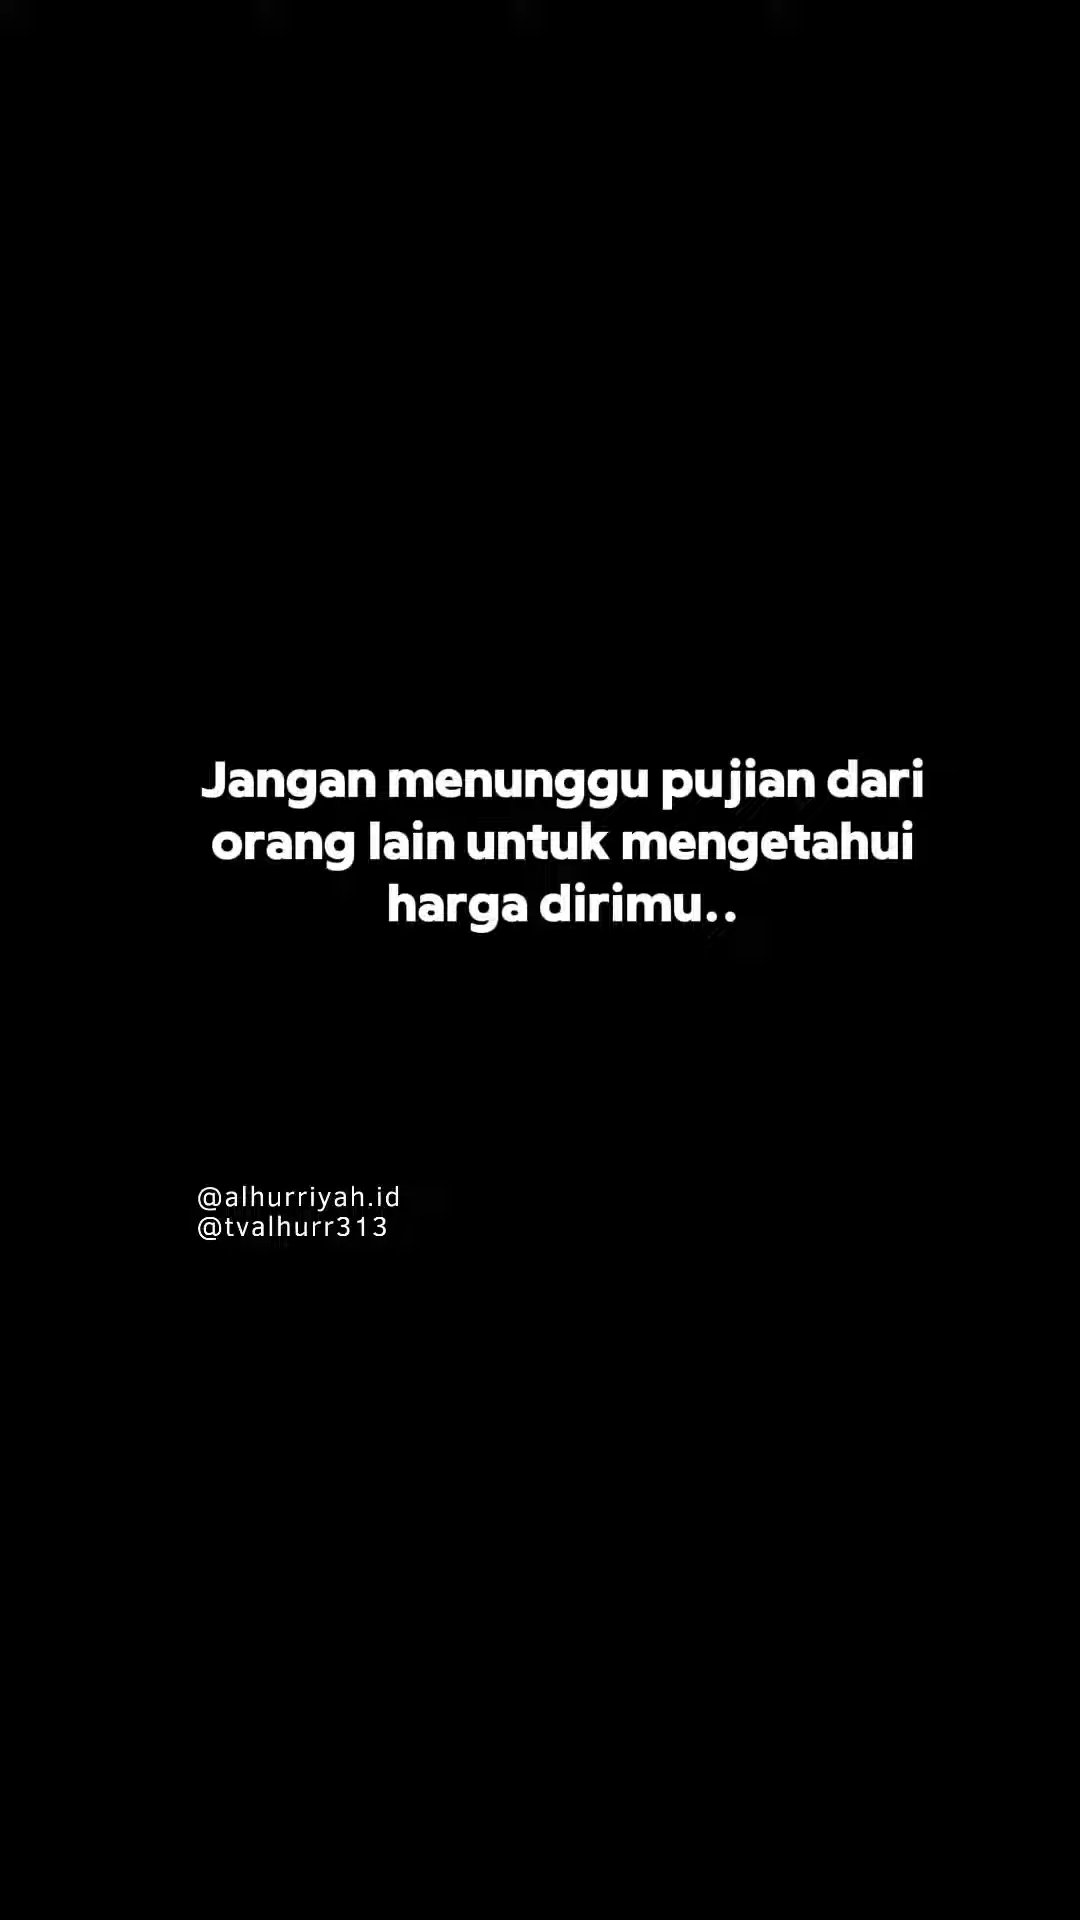 Jangan menunggu pujian dari
orang lain untuk mengetahui
harga dirimu..
@alhurriyah.id
@tvalhurr313